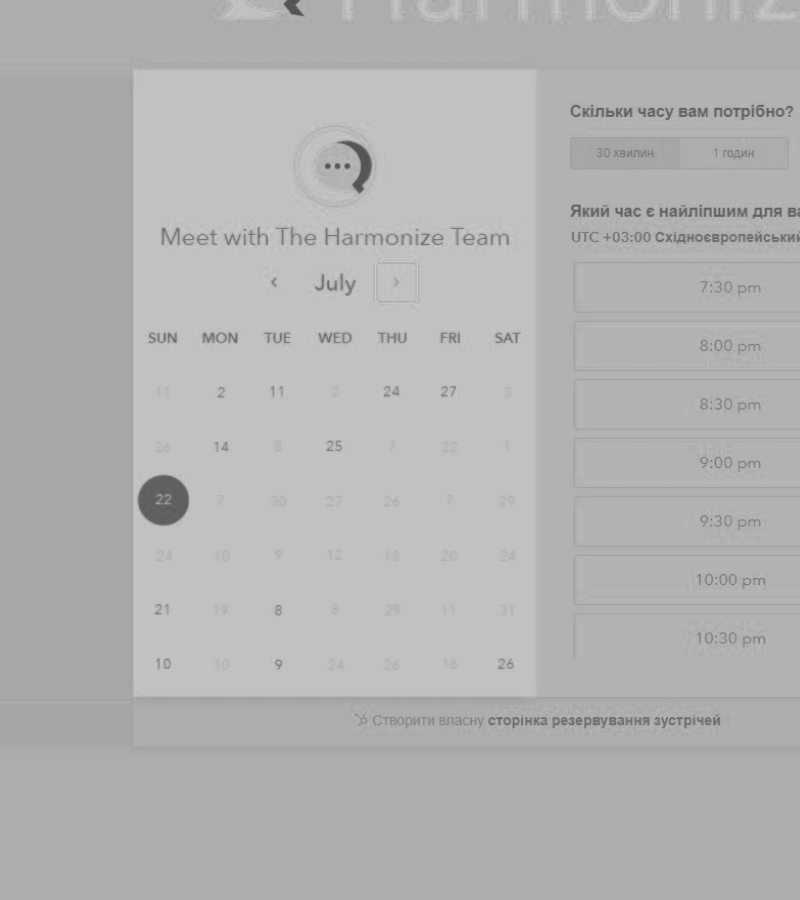 Harmoniz
Meet with The Harmonize Team
July
SUN MON TUE WED THU FRI SAT
11 2 11 2 24 27 3
26 14 8 25 7 22 1
22 7 30 27 26 7 29
24 10 9 12 18 20 24
21 19 8 8 29 11 31
10 10 9 24 26 16 26
Скільки часу вам потрібно?
30 хвилин 1 годин
Який час є найліпшим для
UTC +03:00 Східноєвропейський
7:30 pm
8:00 pm
8:30 pm
9:00 pm
9:30 pm
10:00 pm
10:30 pm
Створити власну сторінка резервування зустрічей